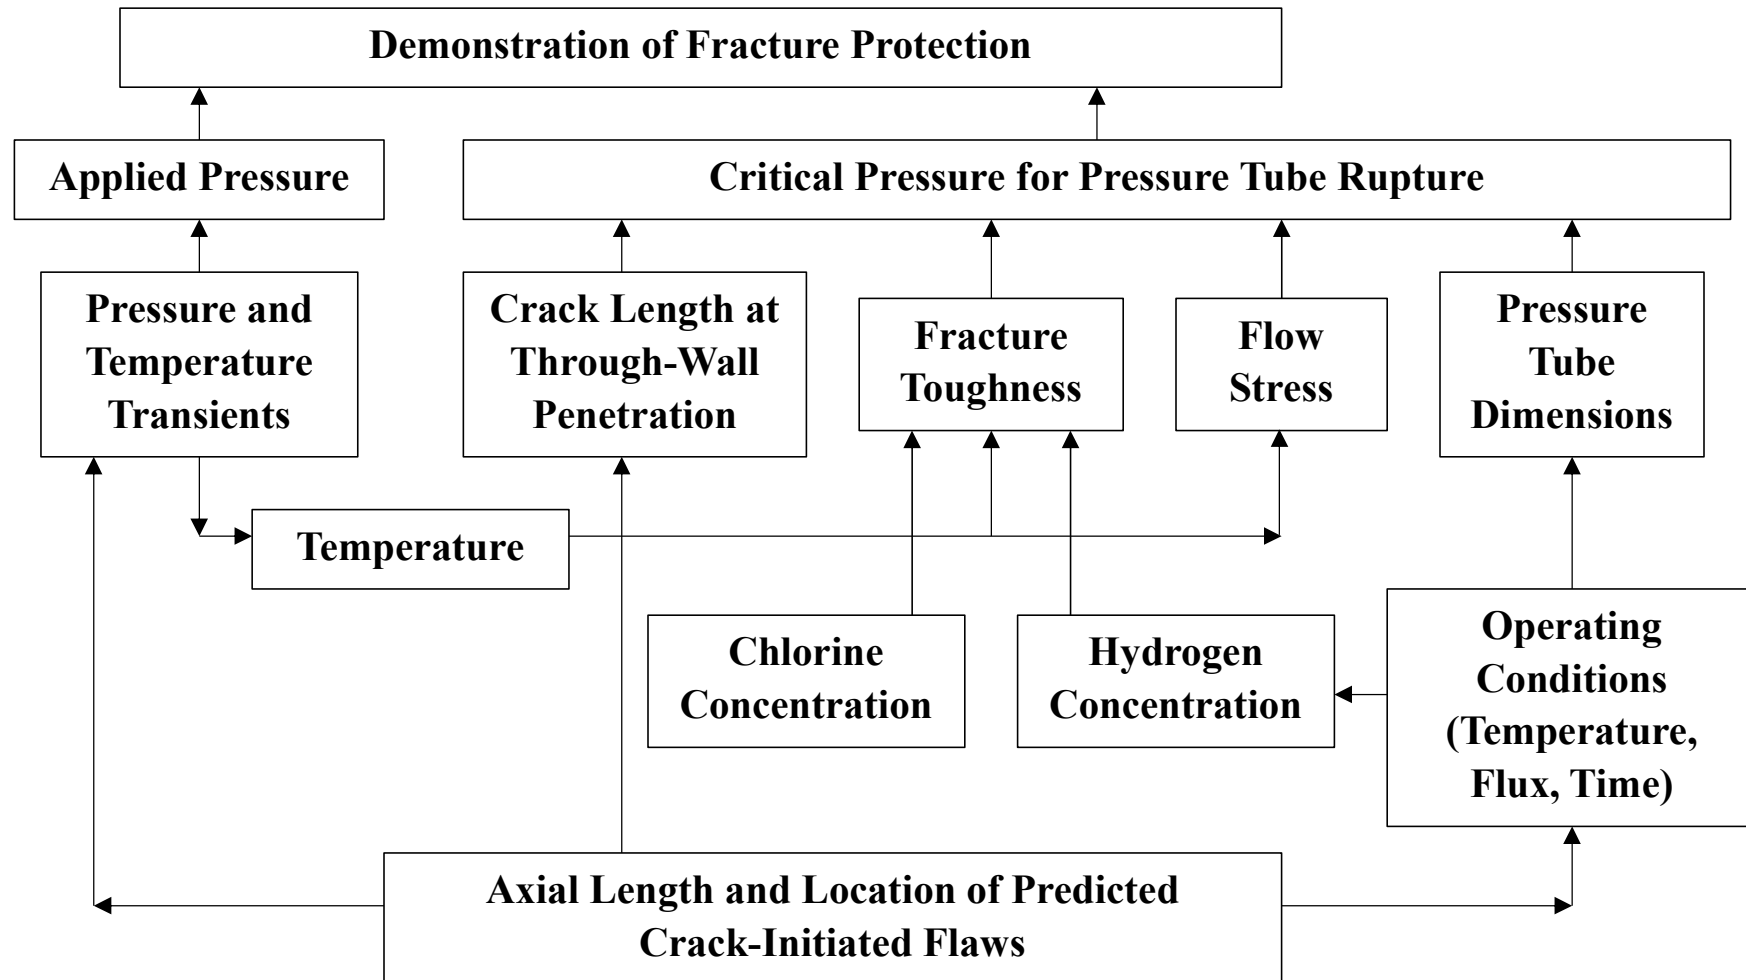 Demonstration of Fracture Protection
Applied Pressure
Critical Pressure for Pressure Tube Rupture
Pressure and
Temperature
Transients
Crack Length at
Through-Wall
Penetration
Fracture
Toughness
Flow
Stress
Pressure
Tube
Dimensions
Temperature
Chlorine
Concentration
Hydrogen
Concentration
Operating
Conditions
(Temperature,
Flux, Time)
Axial Length and Location of Predicted
Crack-Initiated Flaws